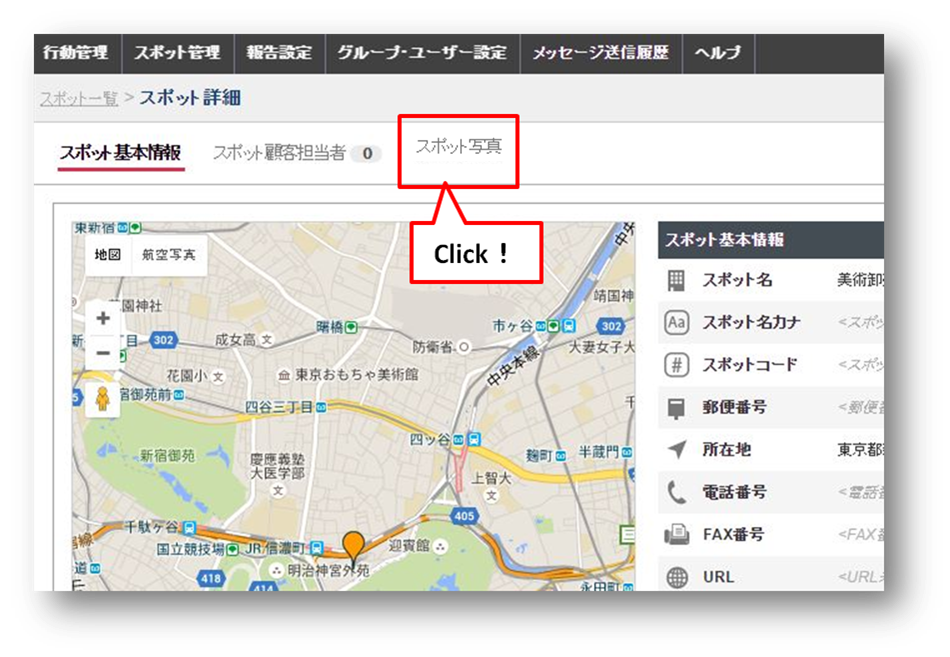 行動管理 スポット管理 報告設定 グループ・ユーザー設定 メッセージ送信履歴 ヘルプ
スポット一覧 > スポット詳細
スポット基本情報 スポット顧客担当者 0 スポット写真
Click！
東新宿
地図 航空写真
中央
花園神社
靖国神
302
成女高
曙橋
市ヶ谷
302
防衛省
大妻女子大
中央本線
花園小
東京おもちゃ美術館
宿御苑前
四谷三丁目
四ツ谷
麹町
半蔵門
新宿御苑
慶應義塾
大医学部
上智大
405
千駄ケ谷
国立競技場
JR信濃町
迎賓館
明治神宮外苑
418
414
永田町
スポット基本情報
スポット名 美術卸
スポット名カナ <スポッ
スポットコード <スポッ
郵便番号 <郵便番
所在地 東京都
電話番号 <電話番
FAX番号 <FAX番
URL <URL